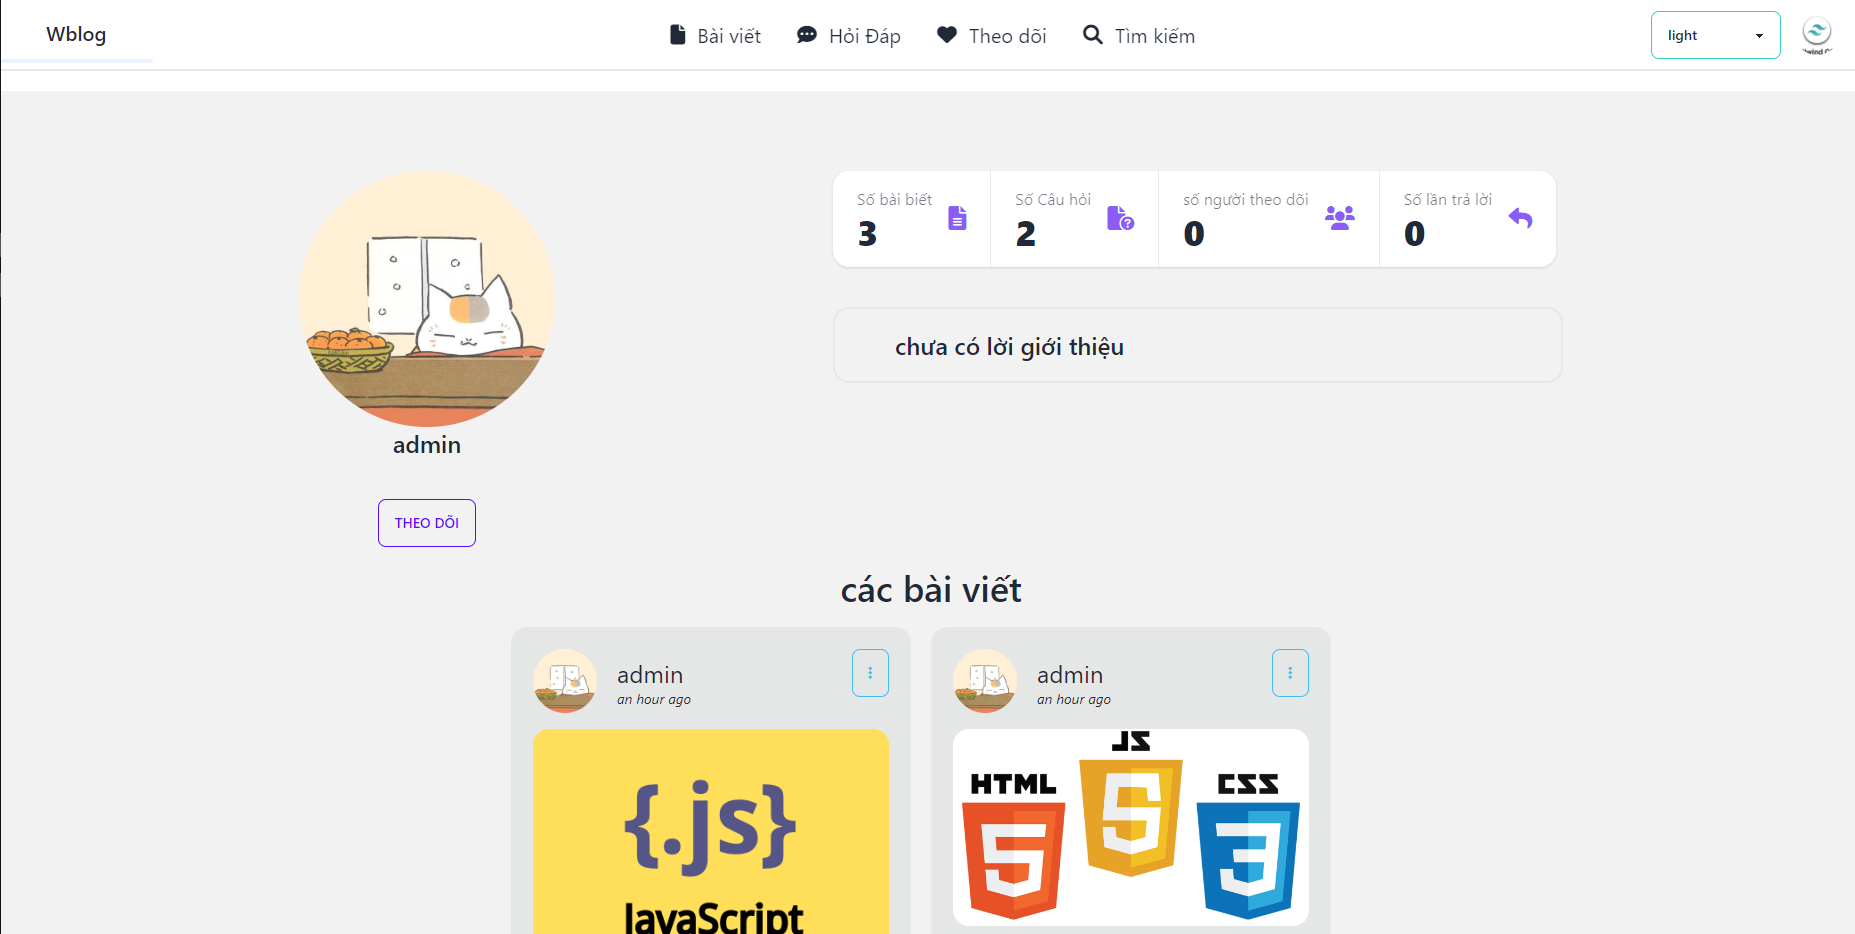 Wblog
Bài viết
Hỏi Đáp
Theo dõi
Tìm kiếm
light
Số bài biết
3
Số Câu hỏi
2
số người theo dõi
0
Số lần trả lời
0
chưa có lời giới thiệu
admin
THEO DÕI
các bài viết
admin
an hour ago
{.js}
JavaScript
admin
an hour ago
JS
HTML
CSS